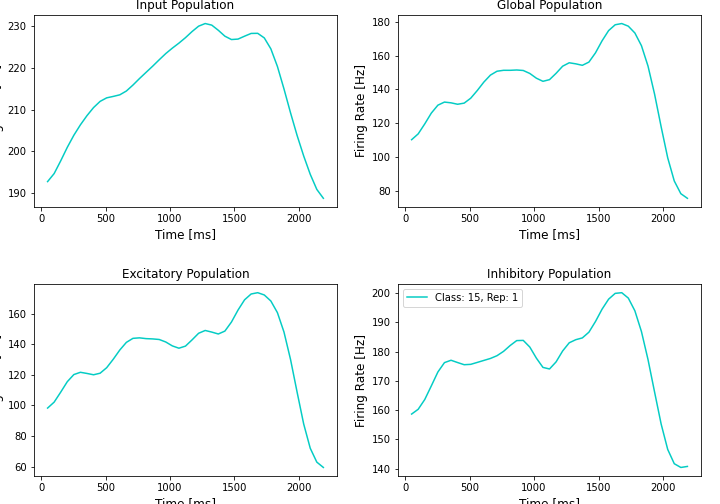 Input Population
230
220
210
200
190
0 500 1000 1500 2000
Time [ms]
Global Population
Firing Rate [Hz]
180
160
140
120
100
80
0 500 1000 1500 2000
Time [ms]
Excitatory Population
160
140
120
100
80
60
0 500 1000 1500 2000
Time [ms]
Inhibitory Population
Class: 15, Rep: 1
Firing Rate [Hz]
200
190
180
170
160
150
140
0 500 1000 1500 2000
Time [ms]